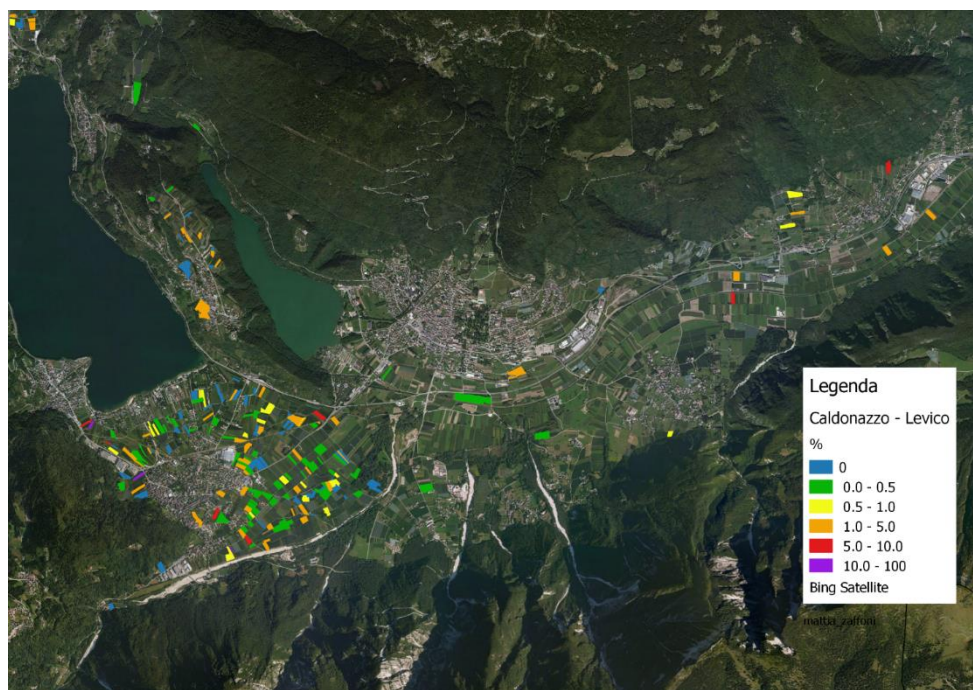 Legenda
Caldonazzo - Levico
%
0
0.0 - 0.5
0.5 - 1.0
1.0 - 5.0
5.0 - 10.0
10.0 - 100
Bing Satellite
mattia_zaffoni